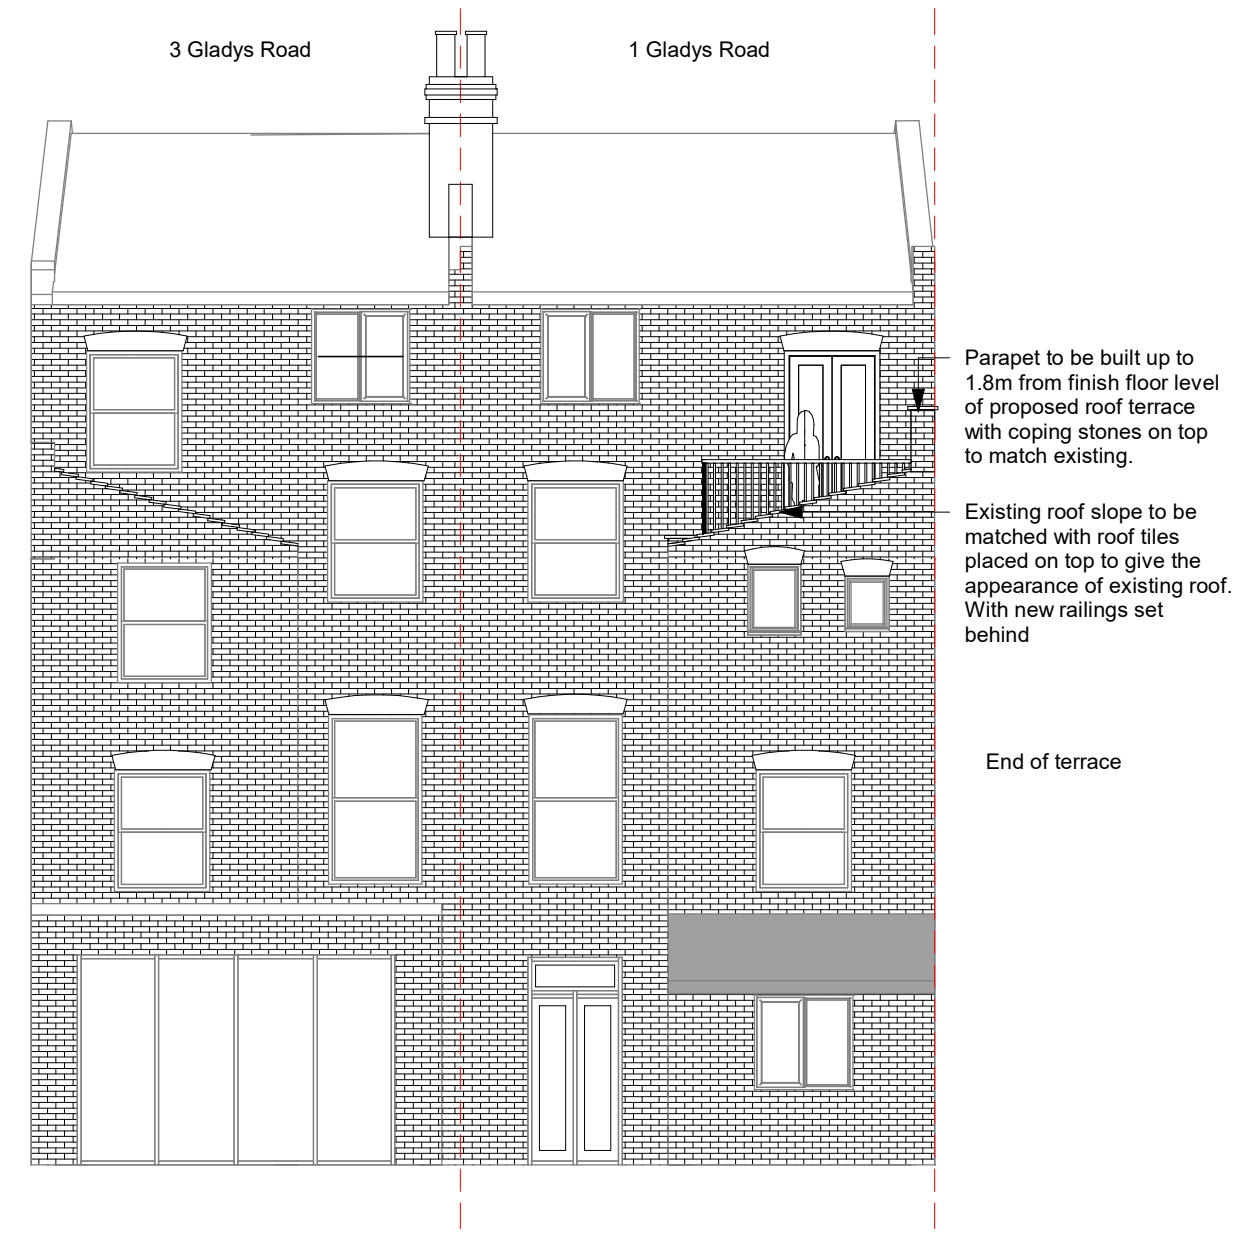 3 Gladys Road
1 Gladys Road
Parapet to be built up to
1.8m from finish floor level
of proposed roof terrace
with coping stones on top
to match existing.
Existing roof slope to be
matched with roof tiles
placed on top to give the
appearance of existing roof.
With new railings set
behind
End of terrace